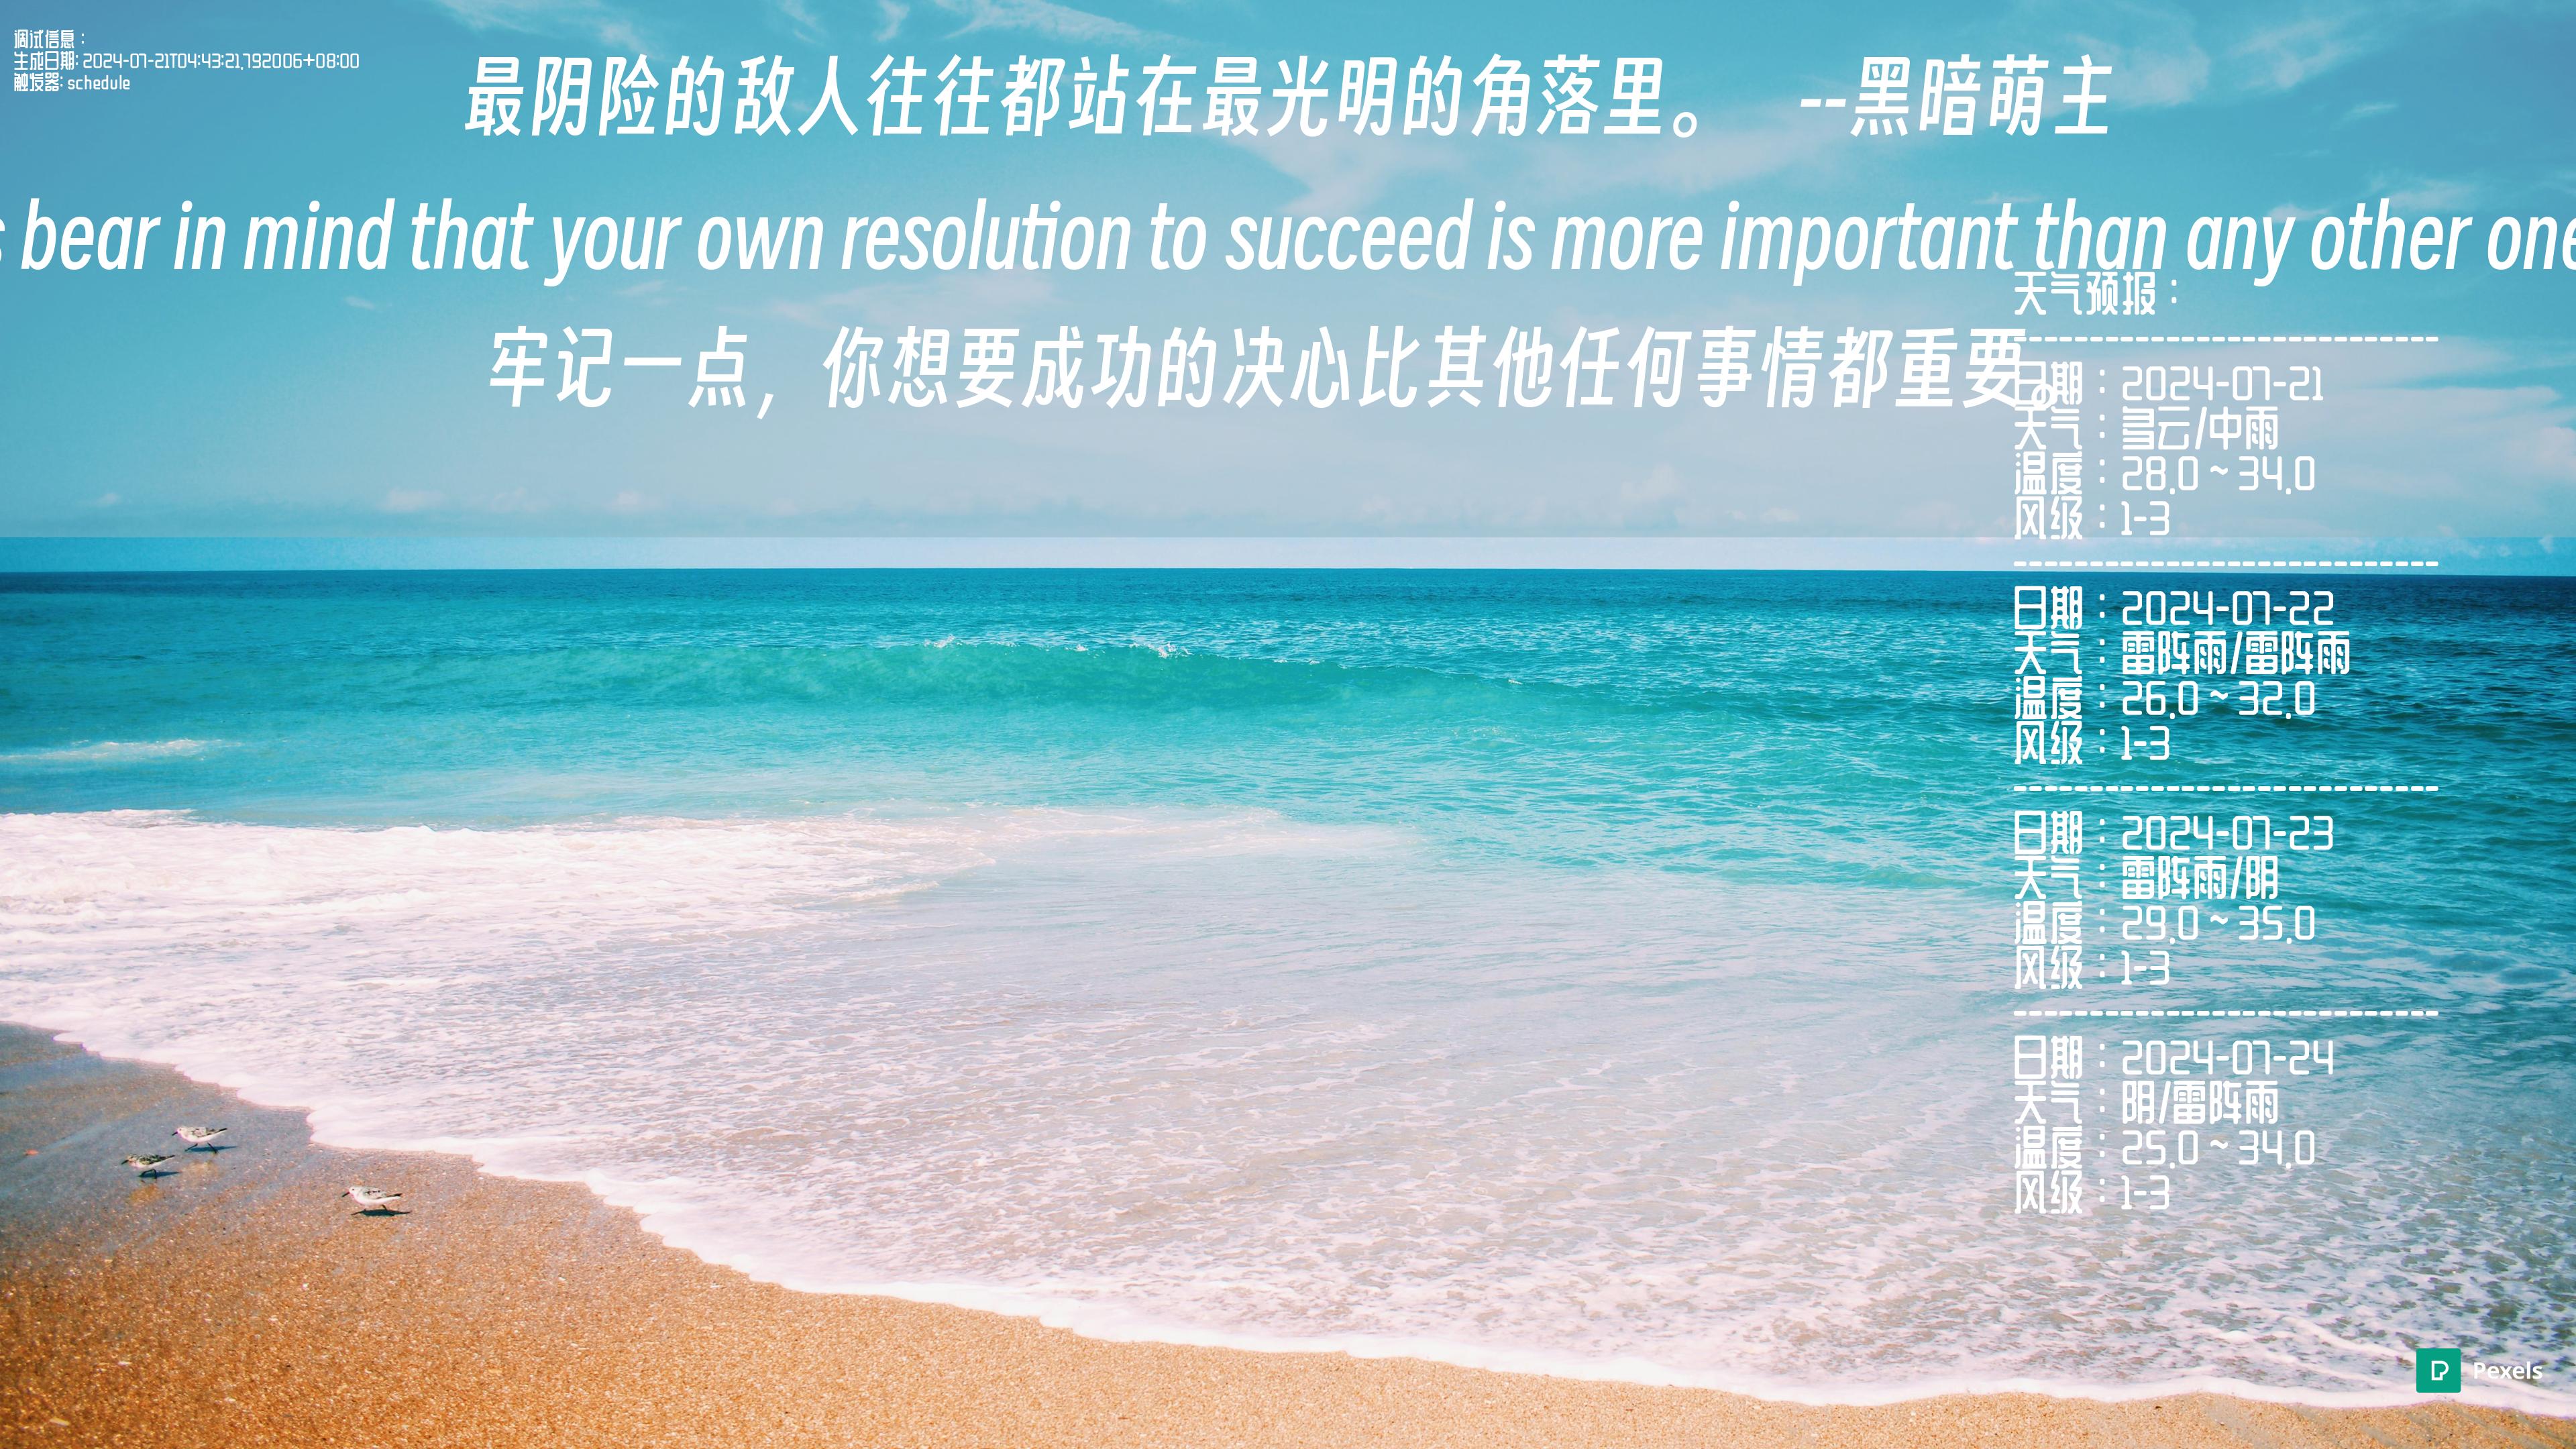 调试信息：
生成日期: 2024-07-21T04:43:21.792006+08:00
触发器: schedule
最阴险的敌人往往都站在最光明的角落里。 --黑暗萌主
bear in mind that your own resolution to succeed is more important than any other
牢记一点，你想要成功的决心比其他任何事情都重要。
天气预报：
------------------------------
日期：2024-07-21
天气：多云/中雨
温度：28.0 ~ 34.0
风级：1-3
------------------------------
日期：2024-07-22
天气：雷阵雨/雷阵雨
温度：26.0 ~ 32.0
风级：1-3
------------------------------
日期：2024-07-23
天气：雷阵雨/阴
温度：29.0 ~ 35.0
风级：1-3
------------------------------
日期：2024-07-24
天气：阴/雷阵雨
温度：25.0 ~ 34.0
风级：1-3
Pexels